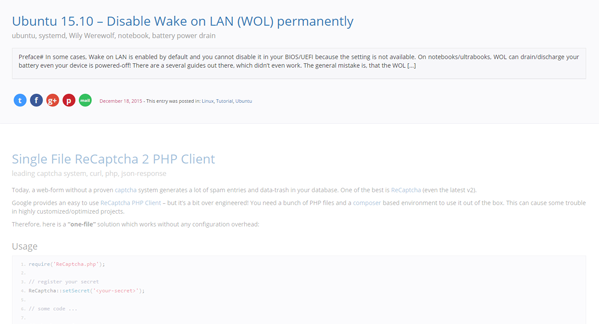 Ubuntu 15.10 – Disable Wake on LAN (WOL) permanently
ubuntu, systemd, Wily Werewolf, notebook, battery power drain
Preface# In some cases, Wake on LAN is enabled by default and you cannot disable it in your BIOS/UEFI because the setting is not available. On notebooks/ultrabooks, WOL can drain/discharge your
battery even your device is powered-off! There are a several guides out there, which didn't even work. The general mistake is, that the WOL [...]
t f g+ p mail December 18, 2015 - This entry was posted in: Linux, Tutorial, Ubuntu
Single File ReCaptcha 2 PHP Client
leading captcha system, curl, php, json-response
Today, a web-form without a proven captcha system generates a lot of spam entries and data-trash in your database. One of the best is ReCaptcha (even the latest v2).
Google provides an easy to use ReCaptcha PHP Client – but it's a bit over engineered! You need a bunch of PHP files and a composer based environment to use it out of the box. This can cause some trouble
in highly customized/optimized projects.
Therefore, here is a "one-file" solution which works without any configuration overhead:
Usage
1. require('ReCaptcha.php');
2.
3. // register your secret
4. ReCaptcha::setSecret('<your-secret>');
5.
6. // some code ...
7.